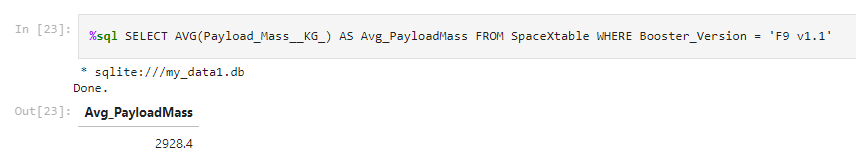 In [23]: %sql SELECT AVG(Payload_Mass__KG_) AS Avg_PayloadMass FROM SpaceXtable WHERE Booster_Version = 'F9 v1.1'
* sqlite:///my_data1.db
Done.
Out[23]: Avg_PayloadMass
2928.4